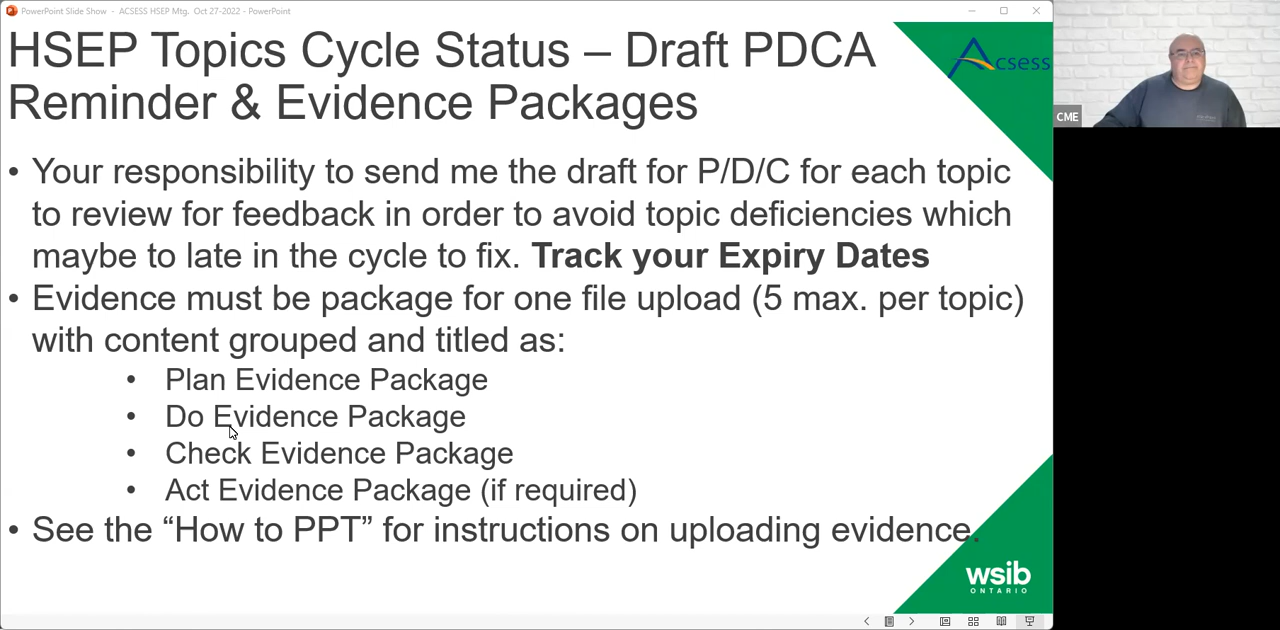 PowerPoint Slide Show - ACSESS HSEP Mtg. Oct 27-2022 - PowerPoint
HSEP Topics Cycle Status – Draft PDCA
Reminder & Evidence Packages
Acsess
CME
• Your responsibility to send me the draft for P/D/C for each topic
to review for feedback in order to avoid topic deficiencies which
maybe to late in the cycle to fix. Track your Expiry Dates
• Evidence must be package for one file upload (5 max. per topic)
with content grouped and titled as:
• Plan Evidence Package
• Do Evidence Package
• Check Evidence Package
• Act Evidence Package (if required)
• See the “How to PPT” for instructions on uploading evidence.
wsib
ONTARIO